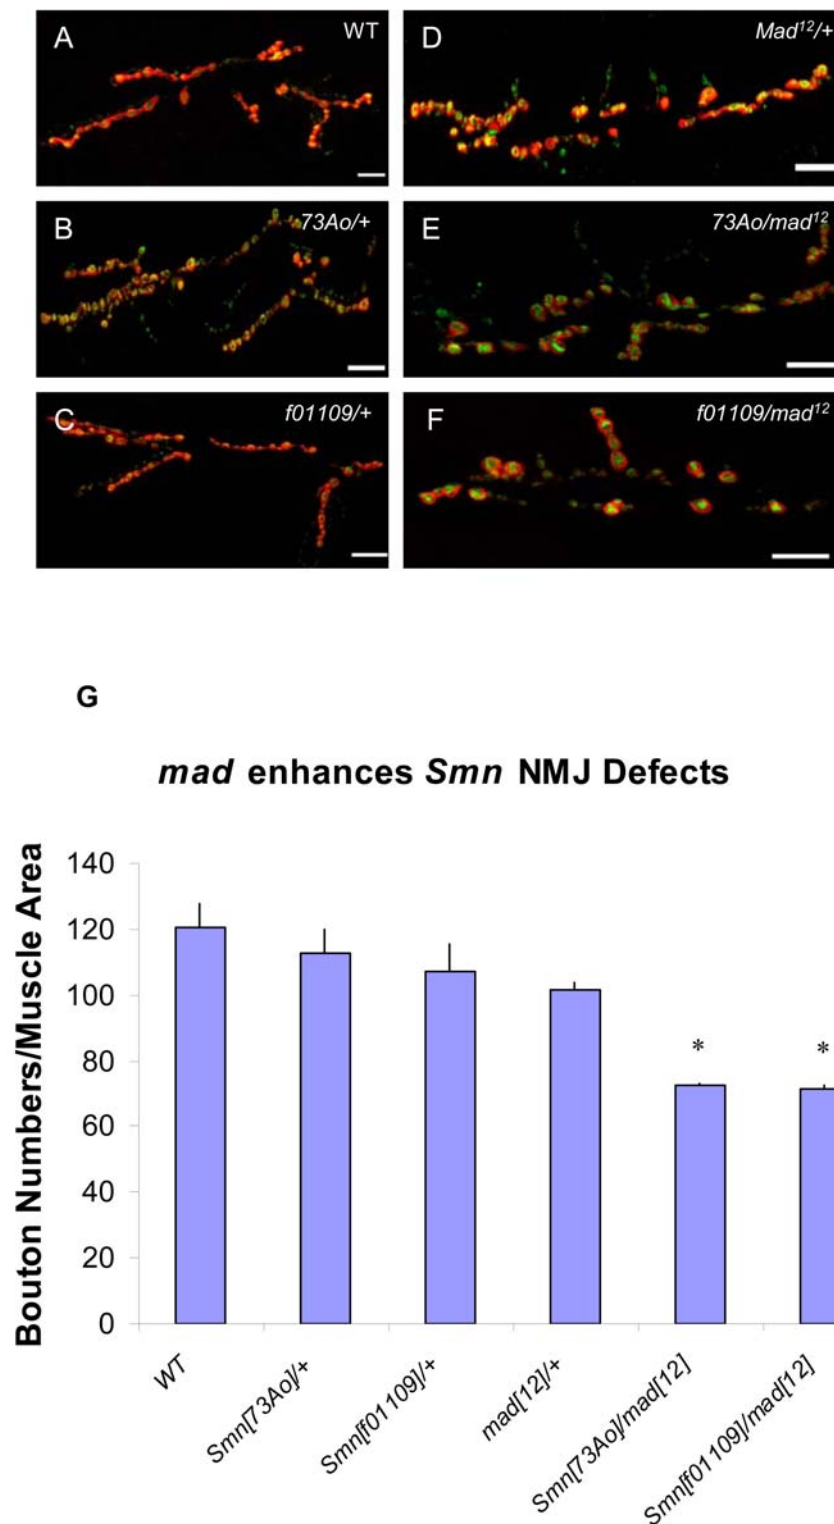 A
WT
D
Mad12/+
B
73Ao/+
E
73Ao/mad12
C
f01109/+
F
f01109/mad12
G
mad enhances Smn NMJ Defects
Bouton Numbers/Muscle Area
140
120
100
80
60
40
20
0
*
*
WT
Smn[73Ao]/+
Smn[f01109]/+
mad[12]/+
Smn[73Ao]/mad[12]
Smn[f01109]/mad[12]